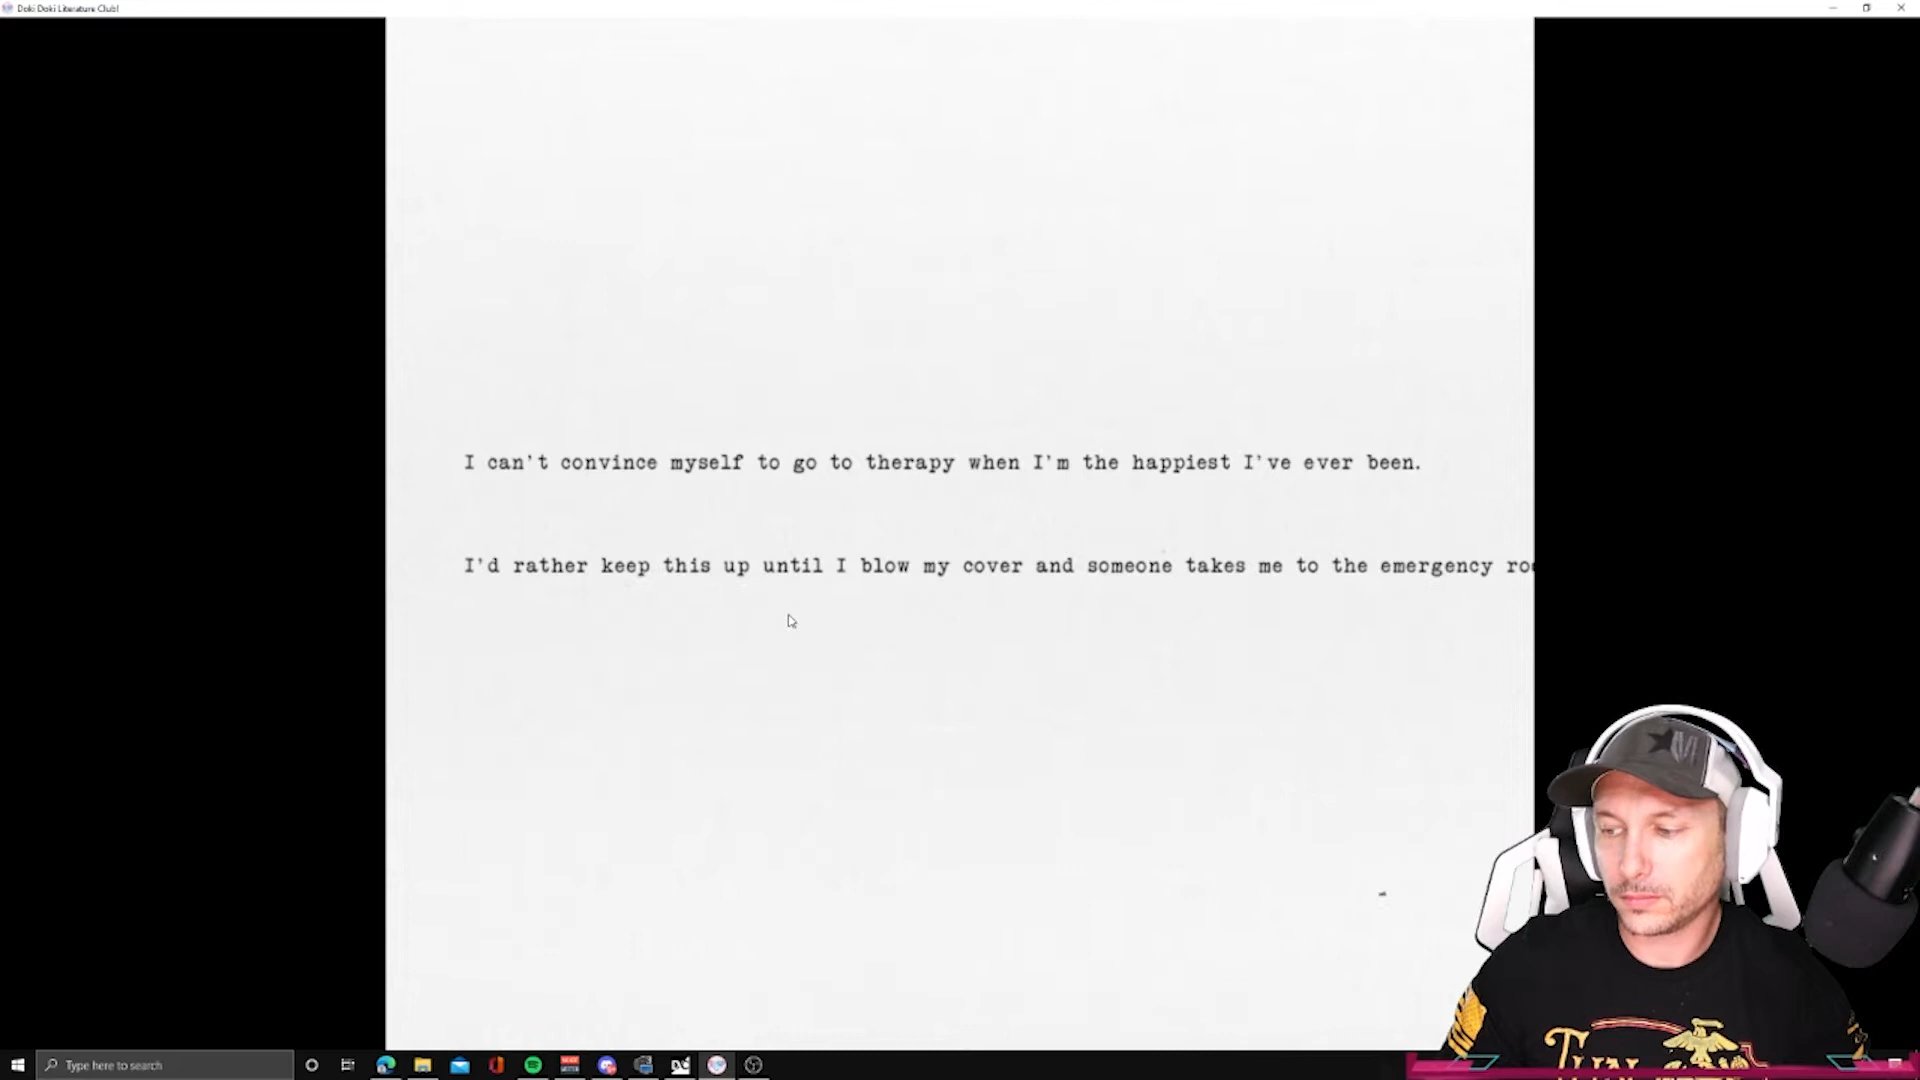 Doki Doki Literature Club!
I can't convince myself to go to therapy when I'm the happiest I've ever been.
I'd rather keep this up until I blow my cover and someone takes me to the emergency
Type here to search